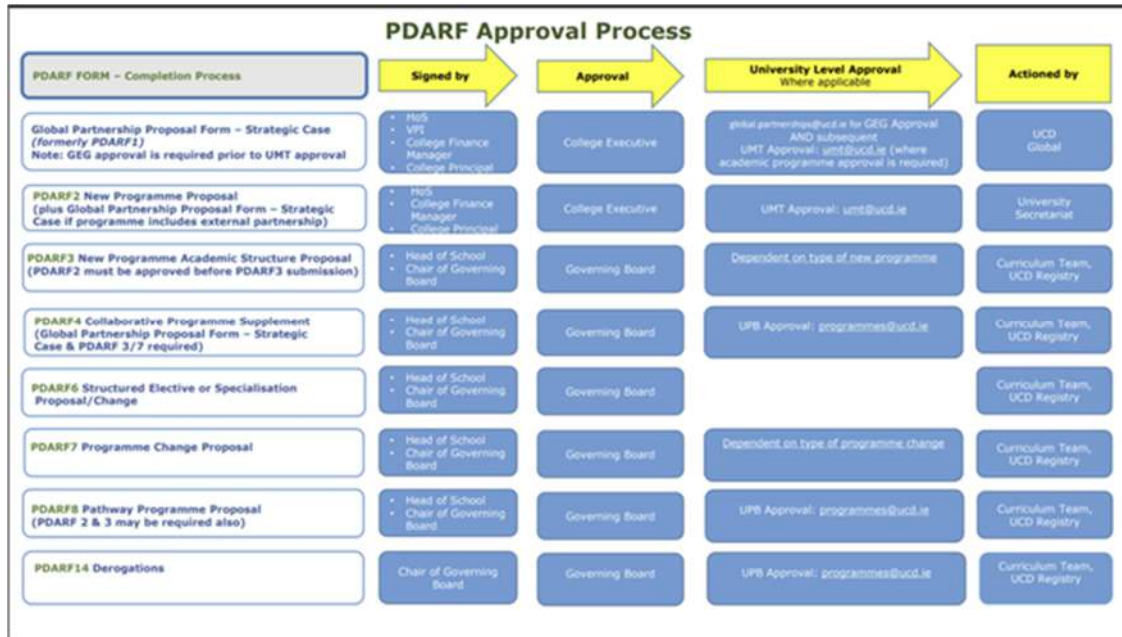 PDARF Approval Process
PDARF FORM – Completion Process
Signed by
Approval
University Level Approval
Where applicable
Actioned by
Global Partnership Proposal Form – Strategic Case
(formerly PDARF1)
Note: GEG approval is required prior to UMT approval
• HoS
• VPI
• College Finance
Manager
• College Principal
College Executive
global.partnerships@ucd.ie for GEG Approval
AND subsequent
UMT Approval: umt@ucd.ie (where
academic programme approval is required)
UCD
Global
PDARF2 New Programme Proposal
(plus Global Partnership Proposal Form – Strategic
Case if programme includes external partnership)
• HoS
• College Finance
Manager
• College Principal
College Executive
UMT Approval: umt@ucd.ie
University
Secretariat
PDARF3 New Programme Academic Structure Proposal
(PDARF2 must be approved before PDARF3 submission)
• Head of School
• Chair of Governing
Board
Governing Board
Dependent on type of new programme
Curriculum Team,
UCD Registry
PDARF4 Collaborative Programme Supplement
(Global Partnership Proposal Form – Strategic
Case & PDARF 3/7 required)
• Head of School
• Chair of Governing
Board
Governing Board
UPB Approval: programmes@ucd.ie
Curriculum Team,
UCD Registry
PDARF6 Structured Elective or Specialisation
Proposal/Change
• Head of School
• Chair of Governing
Board
Governing Board
Curriculum Team,
UCD Registry
PDARF7 Programme Change Proposal
• Head of School
• Chair of Governing
Board
Governing Board
Dependent on type of programme change
Curriculum Team,
UCD Registry
PDARF8 Pathway Programme Proposal
(PDARF 2 & 3 may be required also)
• Head of School
• Chair of Governing
Board
Governing Board
UPB Approval: programmes@ucd.ie
Curriculum Team,
UCD Registry
PDARF14 Derogations
Chair of Governing
Board
Governing Board
UPB Approval: programmes@ucd.ie
Curriculum Team,
UCD Registry